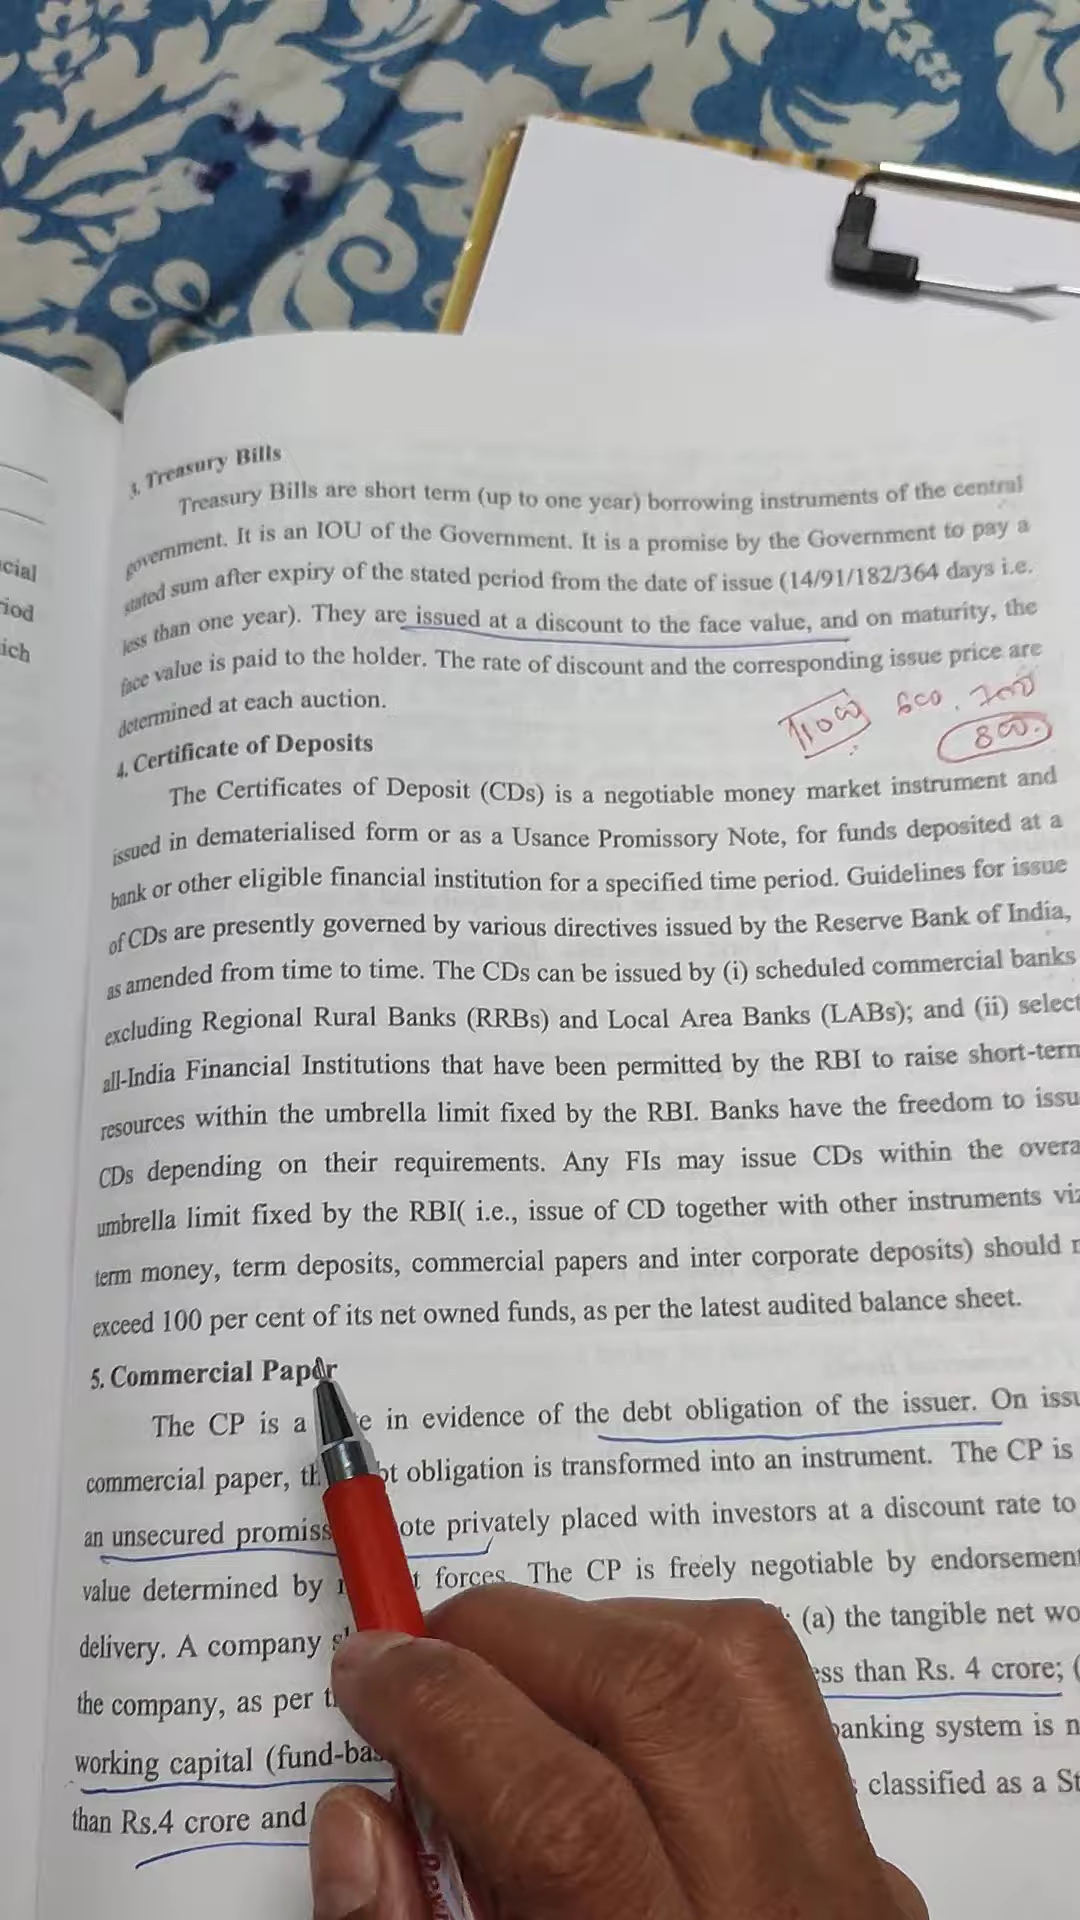 cial
riod
ich
3. Treasury Bills
Treasury Bills are short term (up to one year) borrowing instruments of the central
government. It is an IOU of the Government. It is a promise by the Government to pay a
stated sum after expiry of the stated period from the date of issue (14/91/182/364 days i.e.
less than one year). They are issued at a discount to the face value, and on maturity, the
face value is paid to the holder. The rate of discount and the corresponding issue price are
determined at each auction.
600. 700
800.
4. Certificate of Deposits
The Certificates of Deposit (CDs) is a negotiable money market instrument and
issued in dematerialised form or as a Usance Promissory Note, for funds deposited at a
bank or other eligible financial institution for a specified time period. Guidelines for issue
of CDs are presently governed by various directives issued by the Reserve Bank of India,
as amended from time to time. The CDs can be issued by (i) scheduled commercial banks
excluding Regional Rural Banks (RRBs) and Local Area Banks (LABs); and (ii) select
all-India Financial Institutions that have been permitted by the RBI to raise short-term
resources within the umbrella limit fixed by the RBI. Banks have the freedom to issu
CDs depending on their requirements. Any FIs may issue CDs within the overa
umbrella limit fixed by the RBI( i.e., issue of CD together with other instruments viz
term money, term deposits, commercial papers and inter corporate deposits) should n
exceed 100 per cent of its net owned funds, as per the latest audited balance sheet.
5. Commercial Paper
The CP is a in evidence of the debt obligation of the issuer. On issu
commercial paper, obligation is transformed into an instrument. The CP is
an unsecured promiss ote privately placed with investors at a discount rate to
value determined by forces. The CP is freely negotiable by endorsement
delivery. A company (a) the tangible net wo
the company, as per ess than Rs. 4 crore; (
working capital (fund-bas banking system is n
than Rs.4 crore and classified as a St